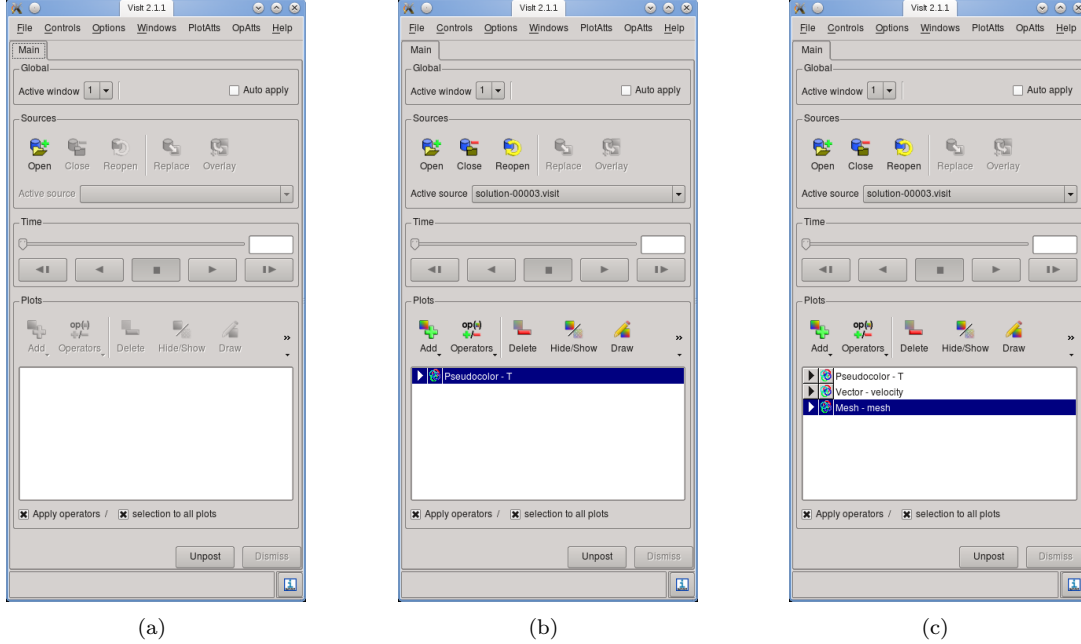 VisIt 2.1.1
File Controls Options Windows PlotAtts OpAtts Help
Main
Global
Active window 1 Auto apply
Sources
Open Close Reopen Replace Overlay
Active source
Time
Plots
op(+)
Add Operators Delete Hide/Show Draw »
Apply operators / selection to all plots
Unpost Dismiss
(a)
VisIt 2.1.1
File Controls Options Windows PlotAtts OpAtts Help
Main
Global
Active window 1 Auto apply
Sources
Open Close Reopen Replace Overlay
Active source solution-00003.visit
Time
Plots
op(+)
Add Operators Delete Hide/Show Draw »
Pseudocolor - T
Apply operators / selection to all plots
Unpost Dismiss
(b)
VisIt 2.1.1
File Controls Options Windows PlotAtts OpAtts Help
Main
Global
Active window 1 Auto apply
Sources
Open Close Reopen Replace Overlay
Active source solution-00003.visit
Time
Plots
op(+)
Add Operators Delete Hide/Show Draw »
Pseudocolor - T
Vector - velocity
Mesh - mesh
Apply operators / selection to all plots
Unpost Dismiss
(c)